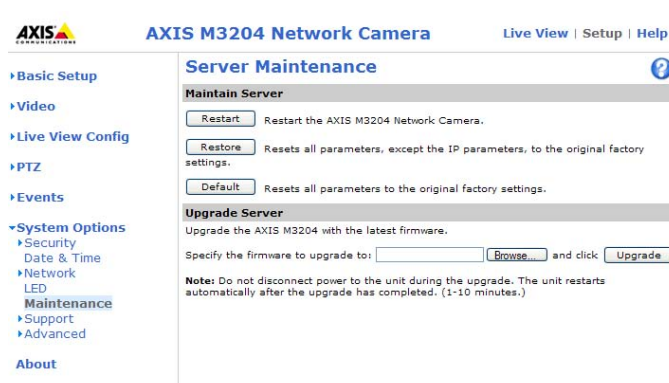 AXIS
COMMUNICATIONS
AXIS M3204 Network Camera
Live View | Setup | Help
Basic Setup
Video
Live View Config
PTZ
Events
System Options
Security
Date & Time
Network
LED
Maintenance
Support
Advanced
About
Server Maintenance
?
Maintain Server
Restart Restart the AXIS M3204 Network Camera.
Restore Resets all parameters, except the IP parameters, to the original factory
settings.
Default Resets all parameters to the original factory settings.
Upgrade Server
Upgrade the AXIS M3204 with the latest firmware.
Specify the firmware to upgrade to: Browse... and click Upgrade
Note: Do not disconnect power to the unit during the upgrade. The unit restarts
automatically after the upgrade has completed. (1-10 minutes.)